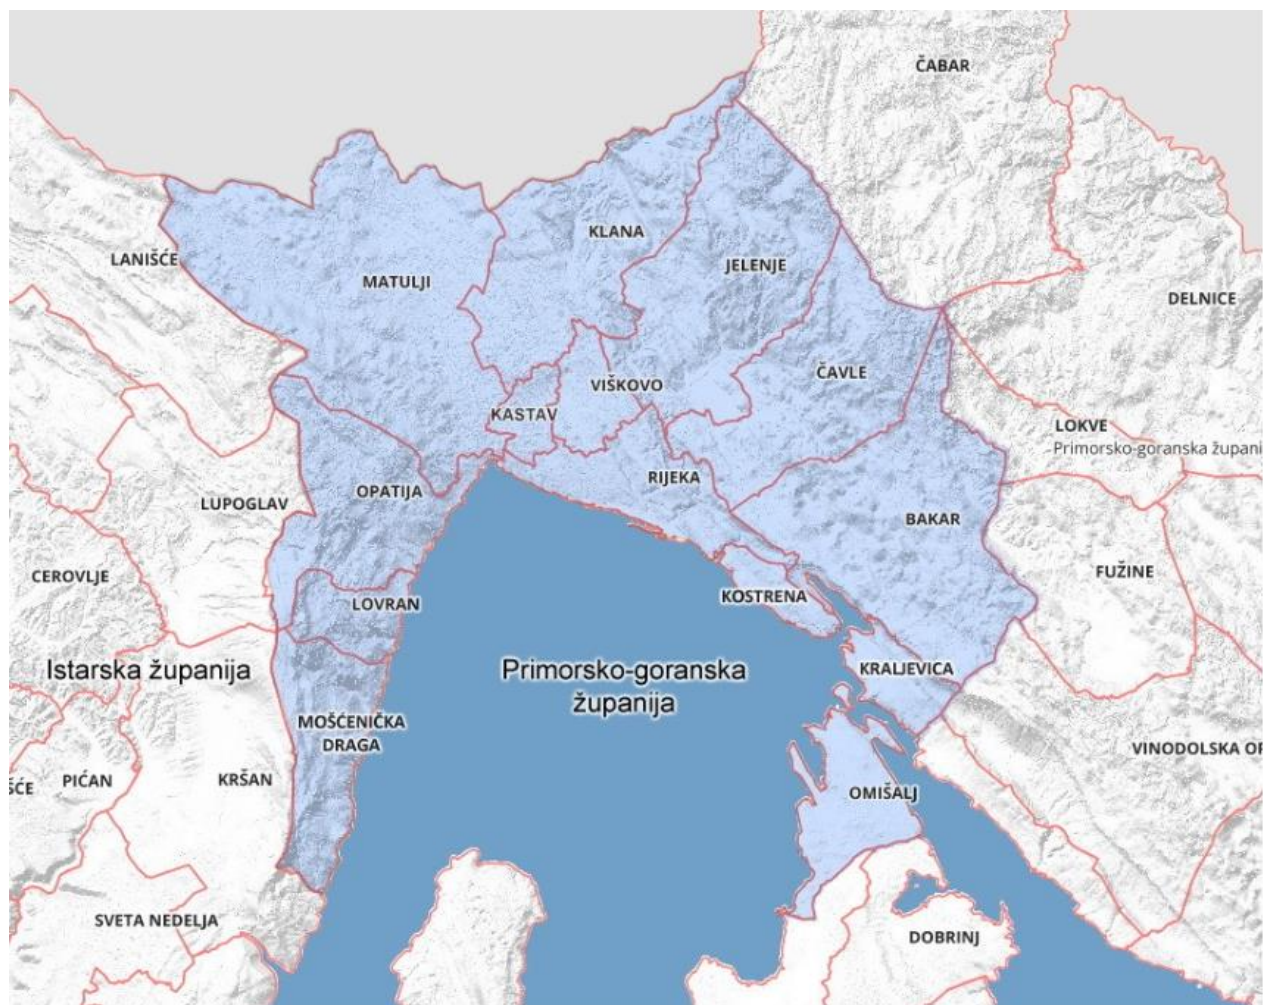 ČABAR
KLANA
LANIŠĆE
JELENJE
MATULJI
DELNICE
ČAVLE
VIŠKOVO
KASTAV
LOKVE
Primorsko-goranska župani
RIJEKA
OPATIJA
LUPOGLAV
BAKAR
CEROVLJE
FUŽINE
KOSTRENA
LOVRAN
Istarska županija
Primorsko-goranska
županija
KRALJEVICA
MOŠĆENIČKA
DRAGA
VINODOLSKA OP
ŠĆE
PIĆAN
KRŠAN
OMIŠALJ
SVETA NEDELJA
DOBRINJ